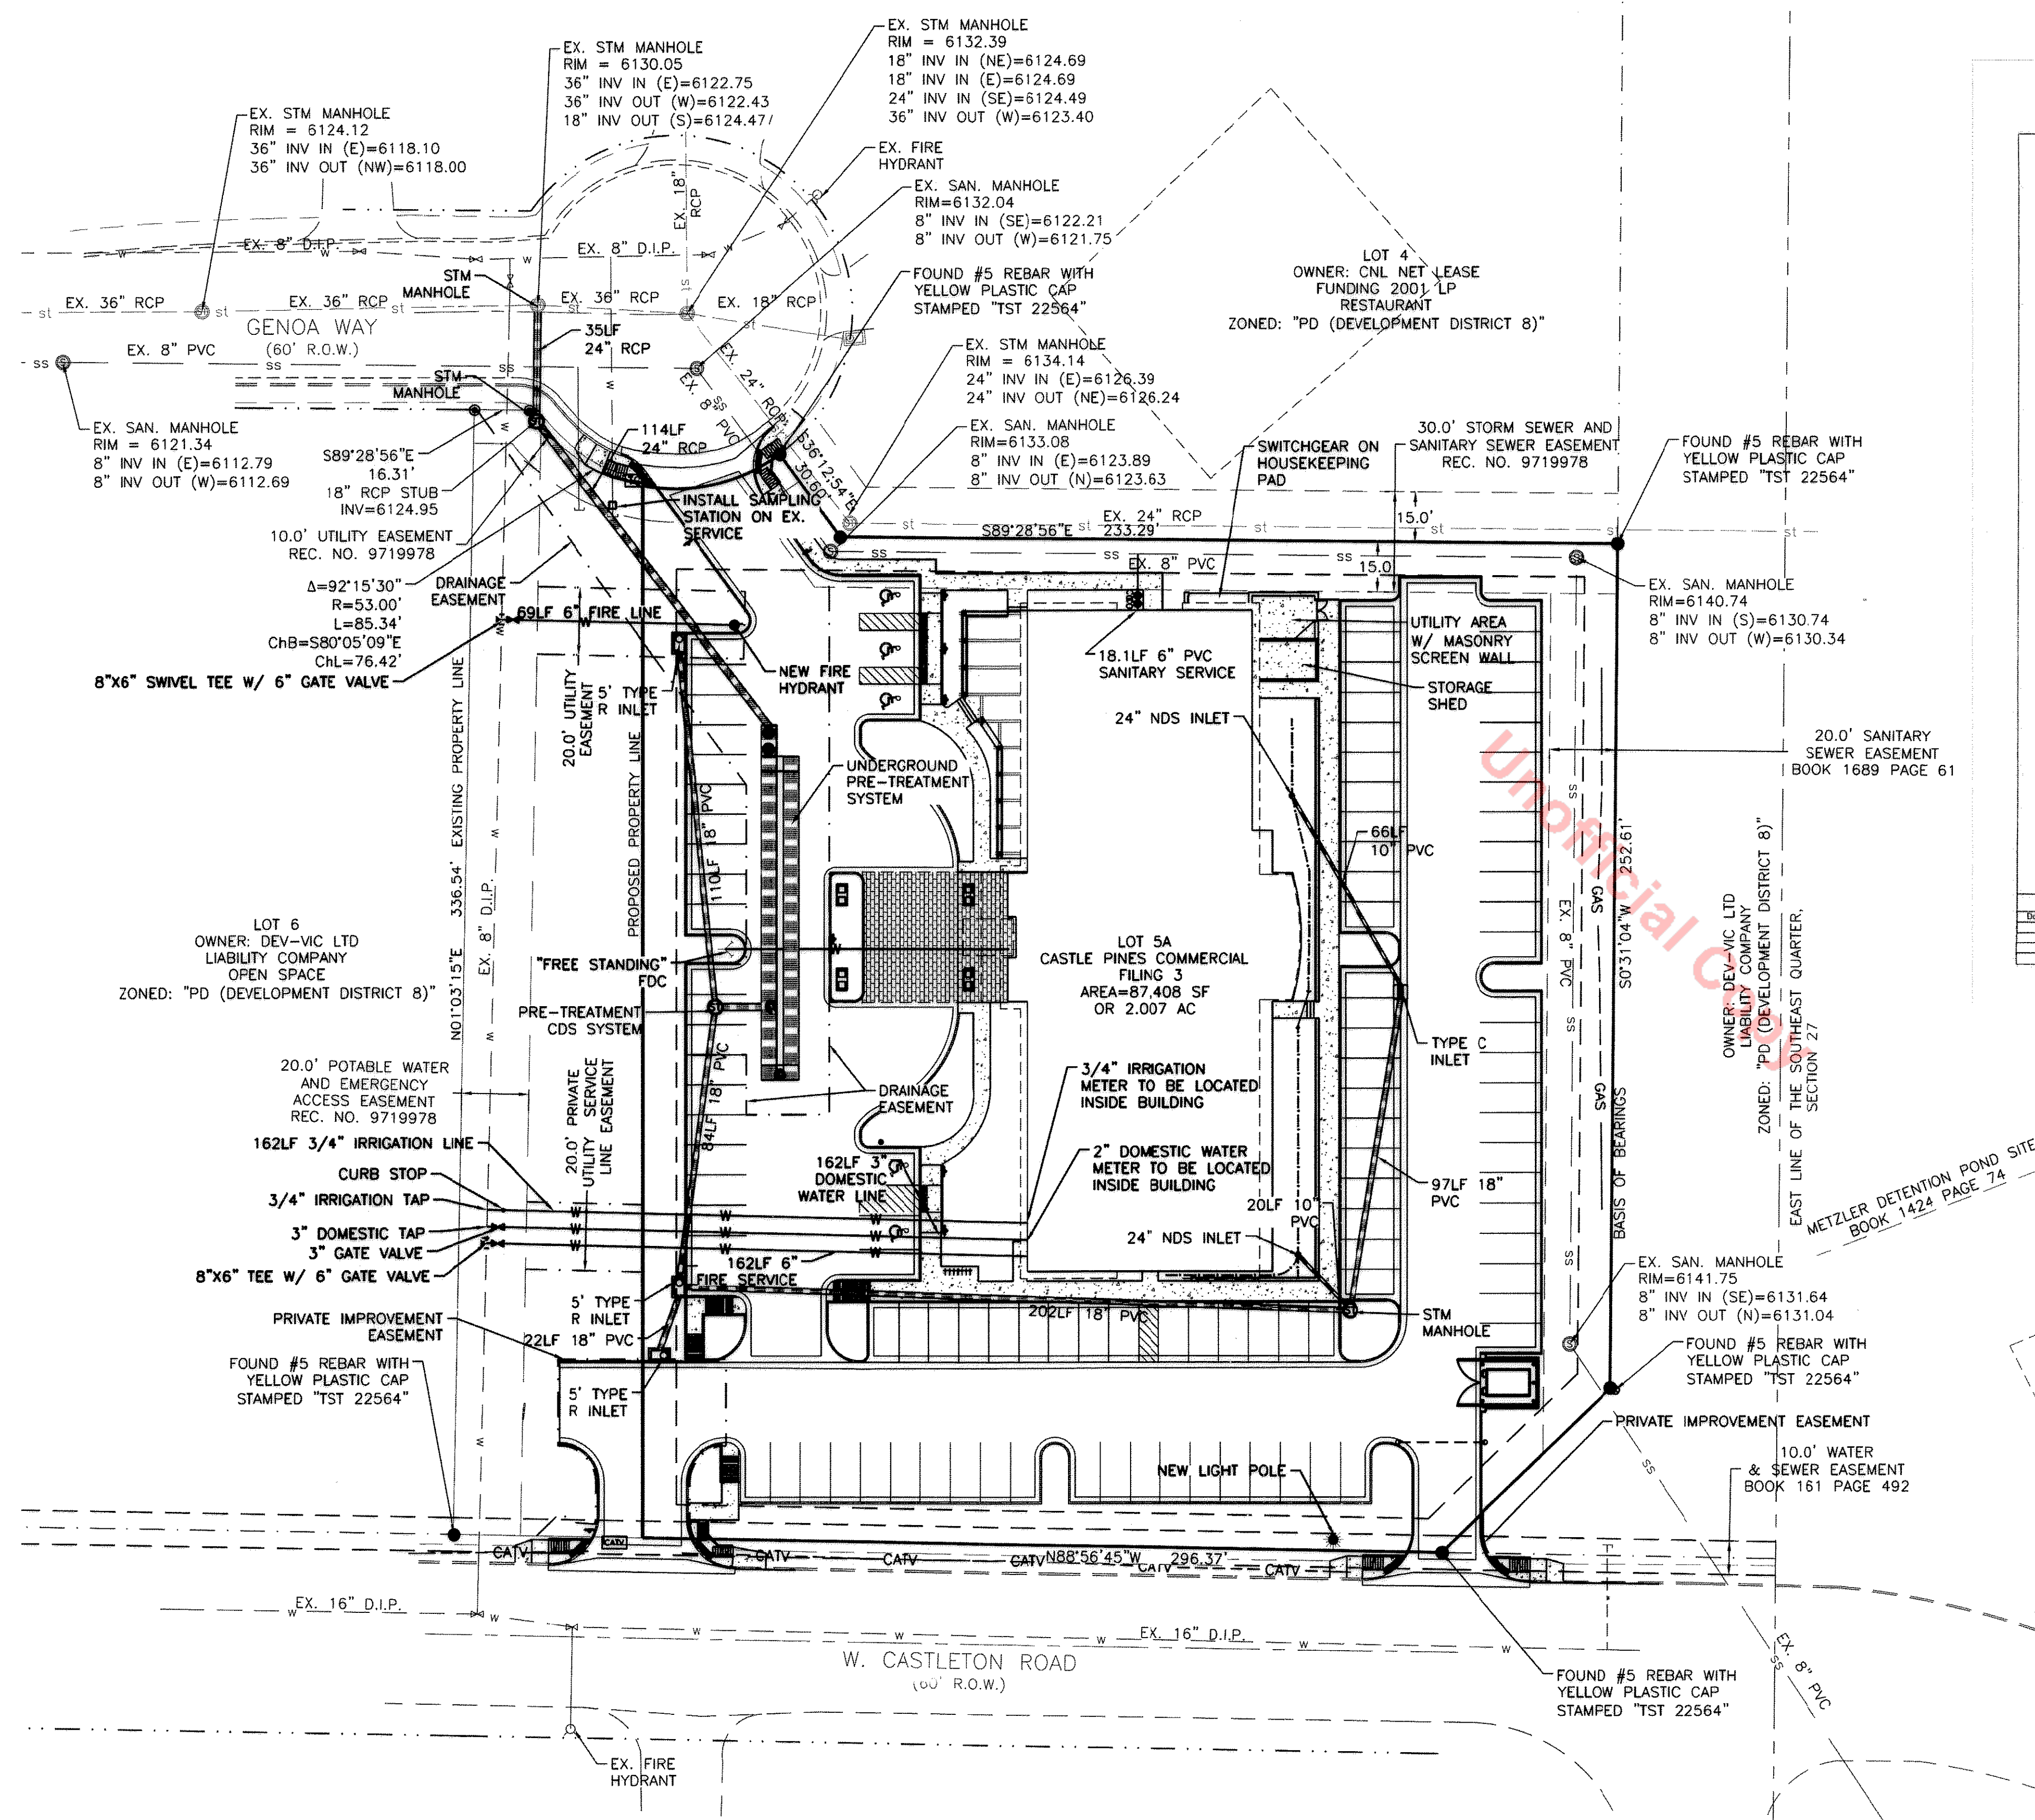 EX. STM MANHOLE
RIM = 6132.39
18" INV IN (NE)=6124.69
18" INV IN (E)=6124.69
24" INV IN (SE)=6124.49
36" INV OUT (W)=6123.40
EX. STM MANHOLE
RIM = 6130.05
36" INV IN (E)=6122.75
36" INV OUT (W)=6122.43
18" INV OUT (S)=6124.47
EX. STM MANHOLE
RIM = 6124.12
36" INV IN (E)=6118.10
36" INV OUT (NW)=6118.00
EX. FIRE
HYDRANT
EX. SAN. MANHOLE
RIM=6132.04
8" INV IN (SE)=6122.21
8" INV OUT (W)=6121.75
EX. 18"
RCP
EX. 8" D.I.P.
EX. 8" D.I.P.
STM
MANHOLE
FOUND #5 REBAR WITH
YELLOW PLASTIC CAP
STAMPED "TST 22564"
LOT 4
OWNER: CNL NET LEASE
FUNDING 2001 LP
RESTAURANT
ZONED: "PD (DEVELOPMENT DISTRICT 8)"
EX. 36" RCP
EX. 36" RCP
EX. 36" RCP
EX. 18" RCP
GENOA WAY
(60' R.O.W.)
35LF
24" RCP
EX. 8" PVC
EX. 24" RCP
EX. 8" PVC
EX. STM MANHOLE
RIM = 6134.14
24" INV IN (E)=6126.39
24" INV OUT (NE)=6126.24
STM
MANHOLE
EX. SAN. MANHOLE
RIM = 6121.34
8" INV IN (E)=6112.79
8" INV OUT (W)=6112.69
S89°28'56"E
16.31'
18" RCP STUB
INV=6124.95
114LF
24" RCP
S36°12'54"E
30.60'
EX. SAN. MANHOLE
RIM=6133.08
8" INV IN (E)=6123.89
8" INV OUT (N)=6123.63
SWITCHGEAR ON
HOUSEKEEPING
PAD
30.0' STORM SEWER AND
SANITARY SEWER EASEMENT
REC. NO. 9719978
FOUND #5 REBAR WITH
YELLOW PLASTIC CAP
STAMPED "TST 22564"
INSTALL SAMPLING
STATION ON EX.
SERVICE
10.0' UTILITY EASEMENT
REC. NO. 9719978
EX. 24" RCP
S89°28'56"E 233.29'
15.0'
15.0
EX. 8" PVC
DRAINAGE
EASEMENT
Δ=92°15'30"
R=53.00'
L=85.34'
ChB=S80°05'09"E
ChL=76.42'
69LF 6" FIRE LINE
8"X6" SWIVEL TEE W/ 6" GATE VALVE
5' TYPE
R INLET
NEW FIRE
HYDRANT
18.1LF 6" PVC
SANITARY SERVICE
UTILITY AREA
W/ MASONRY
SCREEN WALL
STORAGE
SHED
EX. SAN. MANHOLE
RIM=6140.74
8" INV IN (S)=6130.74
8" INV OUT (W)=6130.34
20.0' UTILITY
EASEMENT
24" NDS INLET
20.0' SANITARY
SEWER EASEMENT
BOOK 1689 PAGE 61
UNDERGROUND
PRE-TREATMENT
SYSTEM
EXISTING PROPERTY LINE
N01°03'15"E 336.54'
PROPOSED PROPERTY LINE
EX. 8" D.I.P.
110LF 18" PVC
66LF
10" PVC
Unofficial Copy
S0°31'04"W 252.61'
BASIS OF BEARINGS
GAS
GAS
EX. 8" PVC
OWNER: DEV-VIC LTD
LIABILITY COMPANY
ZONED: "PD (DEVELOPMENT DISTRICT 8)"
EAST LINE OF THE SOUTHEAST QUARTER,
SECTION 27
LOT 6
OWNER: DEV-VIC LTD
LIABILITY COMPANY
OPEN SPACE
ZONED: "PD (DEVELOPMENT DISTRICT 8)"
"FREE STANDING"
FDC
LOT 5A
CASTLE PINES COMMERCIAL
FILING 3
AREA=87,408 SF
OR 2.007 AC
PRE-TREATMENT
CDS SYSTEM
TYPE C
INLET
20.0' POTABLE WATER
AND EMERGENCY
ACCESS EASEMENT
REC. NO. 9719978
20.0' PRIVATE
UTILITY SERVICE
LINE EASEMENT
84LF 18" PVC
DRAINAGE
EASEMENT
3/4" IRRIGATION
METER TO BE LOCATED
INSIDE BUILDING
162LF 3/4" IRRIGATION LINE
CURB STOP
3/4" IRRIGATION TAP
3" DOMESTIC TAP
3" GATE VALVE
8"X6" TEE W/ 6" GATE VALVE
162LF 3"
DOMESTIC
WATER LINE
2" DOMESTIC WATER
METER TO BE LOCATED
INSIDE BUILDING
97LF 18"
PVC
20LF 10"
PVC
24" NDS INLET
METZLER DETENTION POND SITE
BOOK 1424 PAGE 74
162LF 6"
FIRE SERVICE
5' TYPE
R INLET
202LF 18" PVC
STM
MANHOLE
EX. SAN. MANHOLE
RIM=6141.75
8" INV IN (SE)=6131.64
8" INV OUT (N)=6131.04
PRIVATE IMPROVEMENT
EASEMENT
22LF 18" PVC
FOUND #5 REBAR WITH
YELLOW PLASTIC CAP
STAMPED "TST 22564"
5' TYPE
R INLET
FOUND #5 REBAR WITH
YELLOW PLASTIC CAP
STAMPED "TST 22564"
PRIVATE IMPROVEMENT EASEMENT
NEW LIGHT POLE
10.0' WATER
& SEWER EASEMENT
BOOK 161 PAGE 492
CATV
CATV
CATV
CATV
CATV
N88°56'45"W 296.37'
CATV
CATV
EX. 16" D.I.P.
EX. 16" D.I.P.
W. CASTLETON ROAD
(60' R.O.W.)
EX. 8" PVC
FOUND #5 REBAR WITH
YELLOW PLASTIC CAP
STAMPED "TST 22564"
EX. FIRE
HYDRANT